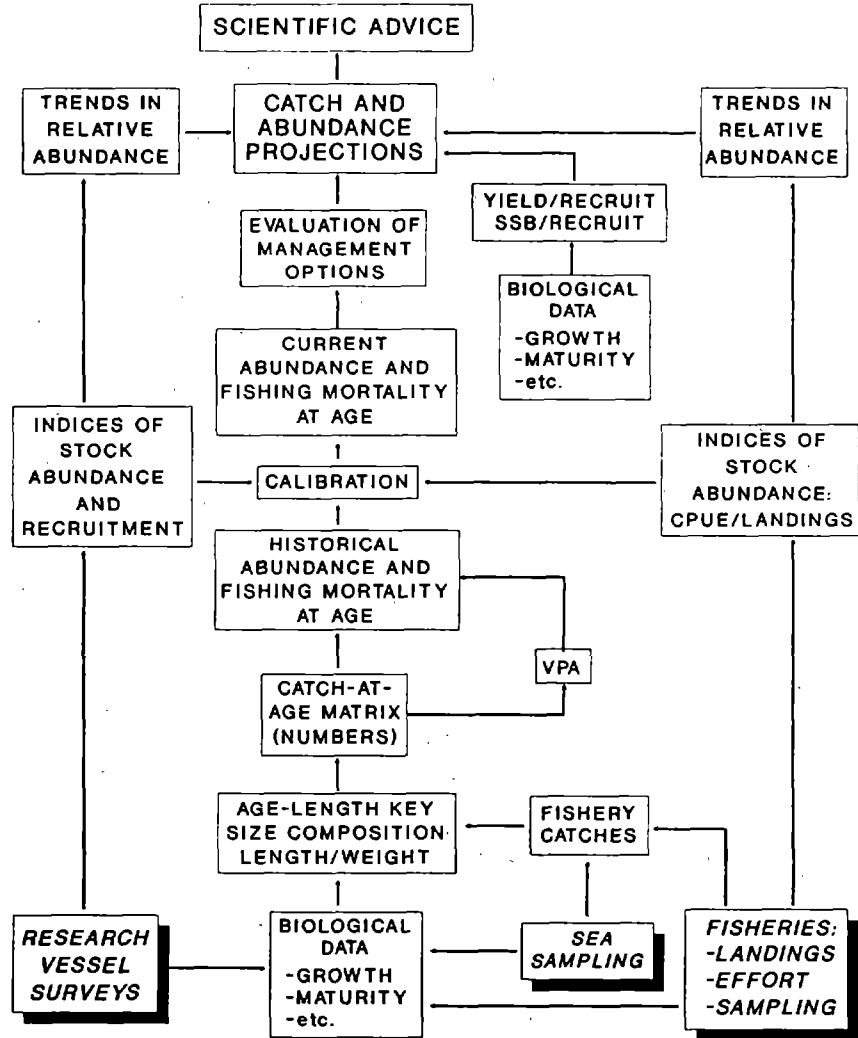 SCIENTIFIC ADVICE
TRENDS IN
RELATIVE
ABUNDANCE
CATCH AND
ABUNDANCE
PROJECTIONS
TRENDS IN
RELATIVE
ABUNDANCE
YIELD/RECRUIT
SSB/RECRUIT
EVALUATION OF
MANAGEMENT
OPTIONS
BIOLOGICAL
DATA
-GROWTH
-MATURITY
-etc.
CURRENT
ABUNDANCE AND
FISHING MORTALITY
AT AGE
INDICES OF
STOCK
ABUNDANCE
AND
RECRUITMENT
CALIBRATION
INDICES OF
STOCK
ABUNDANCE:
CPUE/LANDINGS
HISTORICAL
ABUNDANCE AND
FISHING MORTALITY
AT AGE
VPA
CATCH-AT-
AGE MATRIX
(NUMBERS)
AGE-LENGTH KEY
SIZE COMPOSITION
LENGTH/WEIGHT
FISHERY
CATCHES
RESEARCH
VESSEL
SURVEYS
BIOLOGICAL
DATA
-GROWTH
-MATURITY
-etc.
SEA
SAMPLING
FISHERIES:
-LANDINGS
-EFFORT
-SAMPLING